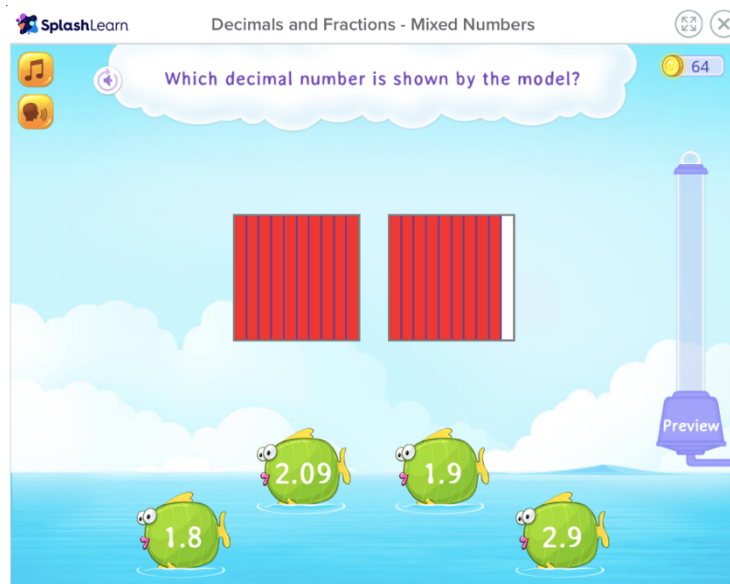 SplashLearn
Decimals and Fractions - Mixed Numbers
64
Which decimal number is shown by the model?
Preview
2.09
1.9
1.8
2.9